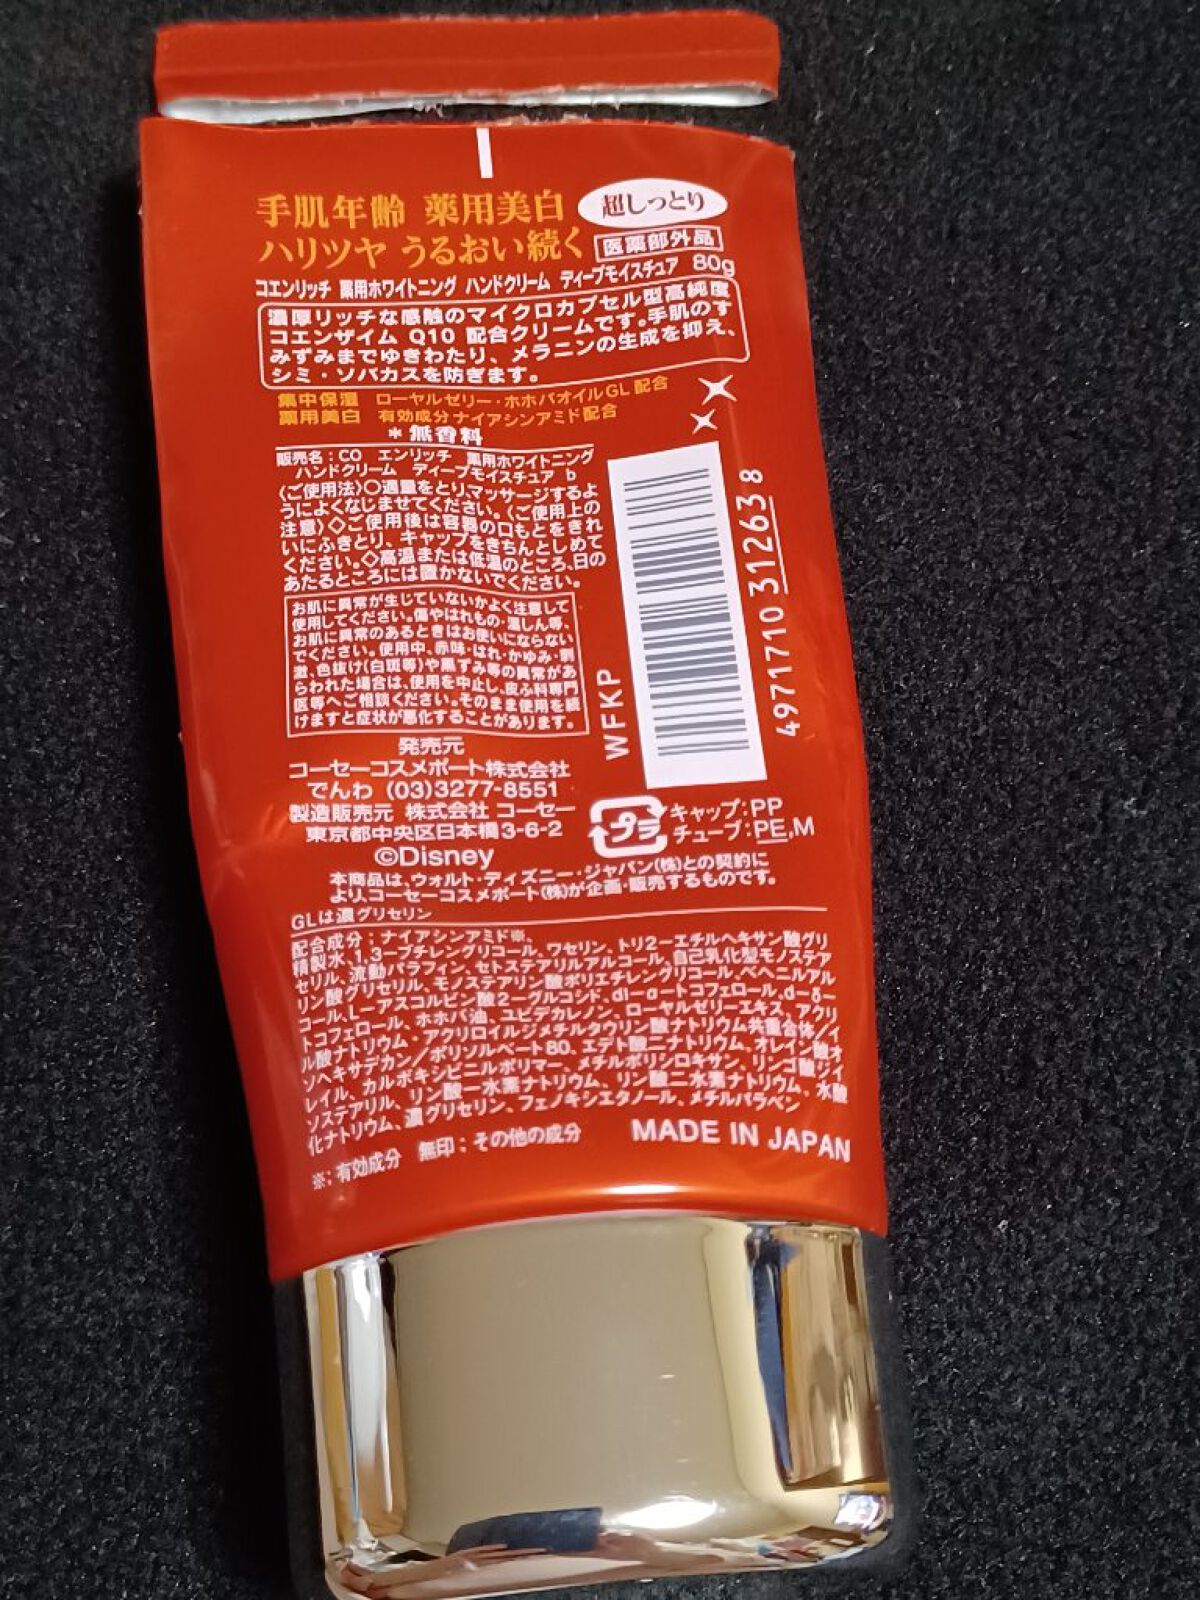 手肌年齢 薬用美白 超しっとり
ハリツヤ うるおい続く 医薬部外品
コエンリッチ 薬用ホワイトニング ハンドクリーム ディープモイスチュア 80g
濃厚リッチな感触のマイクロカプセル型高純度
コエンザイム Q10 配合クリームです。手肌のす
みずみまでゆきわたり、メラニンの生成を抑え、
シミ・ソバカスを防ぎます。
集中保湿 ローヤルゼリー・ホホバオイルGL 配合
薬用美白 有効成分ナイアシンアミド配合
＊無香料
販売名：CO エンリッチ 薬用ホワイトニング
ハンドクリーム ディープモイスチュア b
〈ご使用法〉○適量をとり、マッサージするよ
うによくなじませてください。〈ご使用上の
注意〉◇ご使用後は容器の口もとをきれ
いにふきとり、キャップをきちんとしめて
ください。◇高温または低温のところ、日の
あたるところには置かないでください。
お肌に異常が生じていないかよく注意して
使用してください。傷やはれもの・湿しん等、
お肌に異常のあるときはお使いにならない
でください。使用中、赤味・はれ・かゆみ・刺
激、色抜け(白斑等)や黒ずみ等の異常があ
らわれた場合は、使用を中止し、皮ふ科専門
医等へご相談ください。そのまま使用を続
けますと症状が悪化することがあります。
WFKP
4971710 312638
発売元
コーセーコスメポート株式会社
でんわ (03)3277-8551
製造販売元 株式会社 コーセー
東京都中央区日本橋3-6-2
プラ
キャップ：PP
チューブ：PE,M
©Disney
本商品は、ウォルト・ディズニー・ジャパン(株)との契約に
より、コーセーコスメポート(株)が企画・販売するものです。
GLは濃グリセリン
配合成分：ナイアシンアミド※、
精製水、1,3-ブチレングリコール、ワセリン、トリ2-エチルヘキサン酸グリ
セリル、流動パラフィン、セトステアリルアルコール、自己乳化型モノステア
リン酸グリセリル、モノステアリン酸ポリエチレングリコール、ベヘニルアル
コール、L-アスコルビン酸2-グルコシド、dl-α-トコフェロール、d-δ-
トコフェロール、ホホバ油、ユビデカレノン、ローヤルゼリーエキス、アクリ
ル酸ナトリウム・アクリロイルジメチルタウリン酸ナトリウム共重合体/イ
ソヘキサデカン/ポリソルベート80、エデト酸二ナトリウム、オレイン酸オ
レイル、カルボキシビニルポリマー、メチルポリシロキサン、リンゴ酸ジイ
ソステアリル、リン酸一水素ナトリウム、リン酸二水素ナトリウム、水酸
化ナトリウム、濃グリセリン、フェノキシエタノール、メチルパラベン
※；有効成分 無印：その他の成分
MADE IN JAPAN